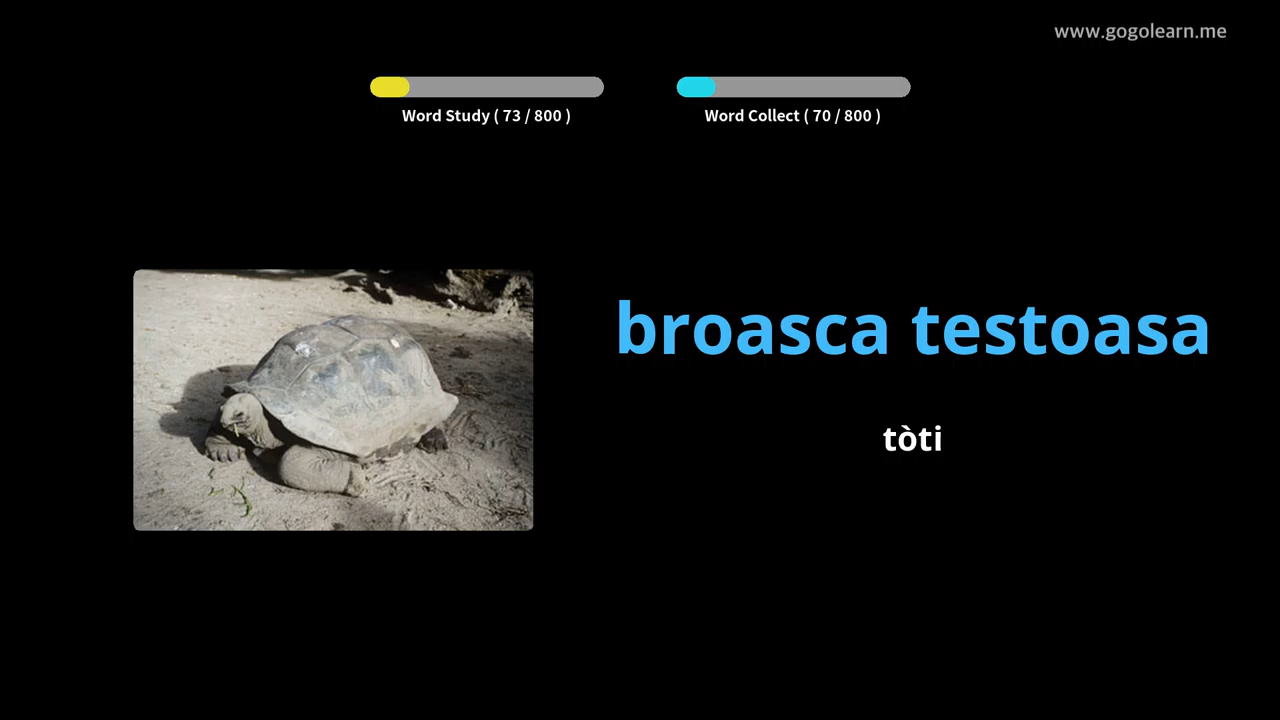 www.gogolearn.me
Word Study ( 73 / 800 )
Word Collect ( 70 / 800 )
broasca testoasa
tòti